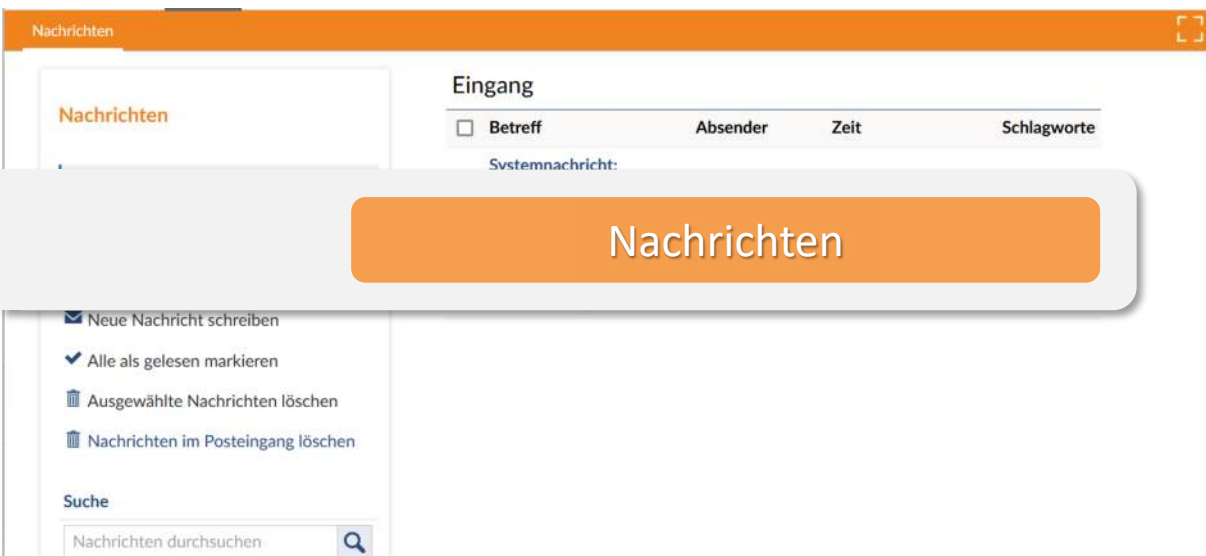 Nachrichten
Eingang
Nachrichten
Betreff Absender Zeit Schlagworte
Systemnachricht:
Nachrichten
Neue Nachricht schreiben
Alle als gelesen markieren
Ausgewählte Nachrichten löschen
Nachrichten im Posteingang löschen
Suche
Nachrichten durchsuchen